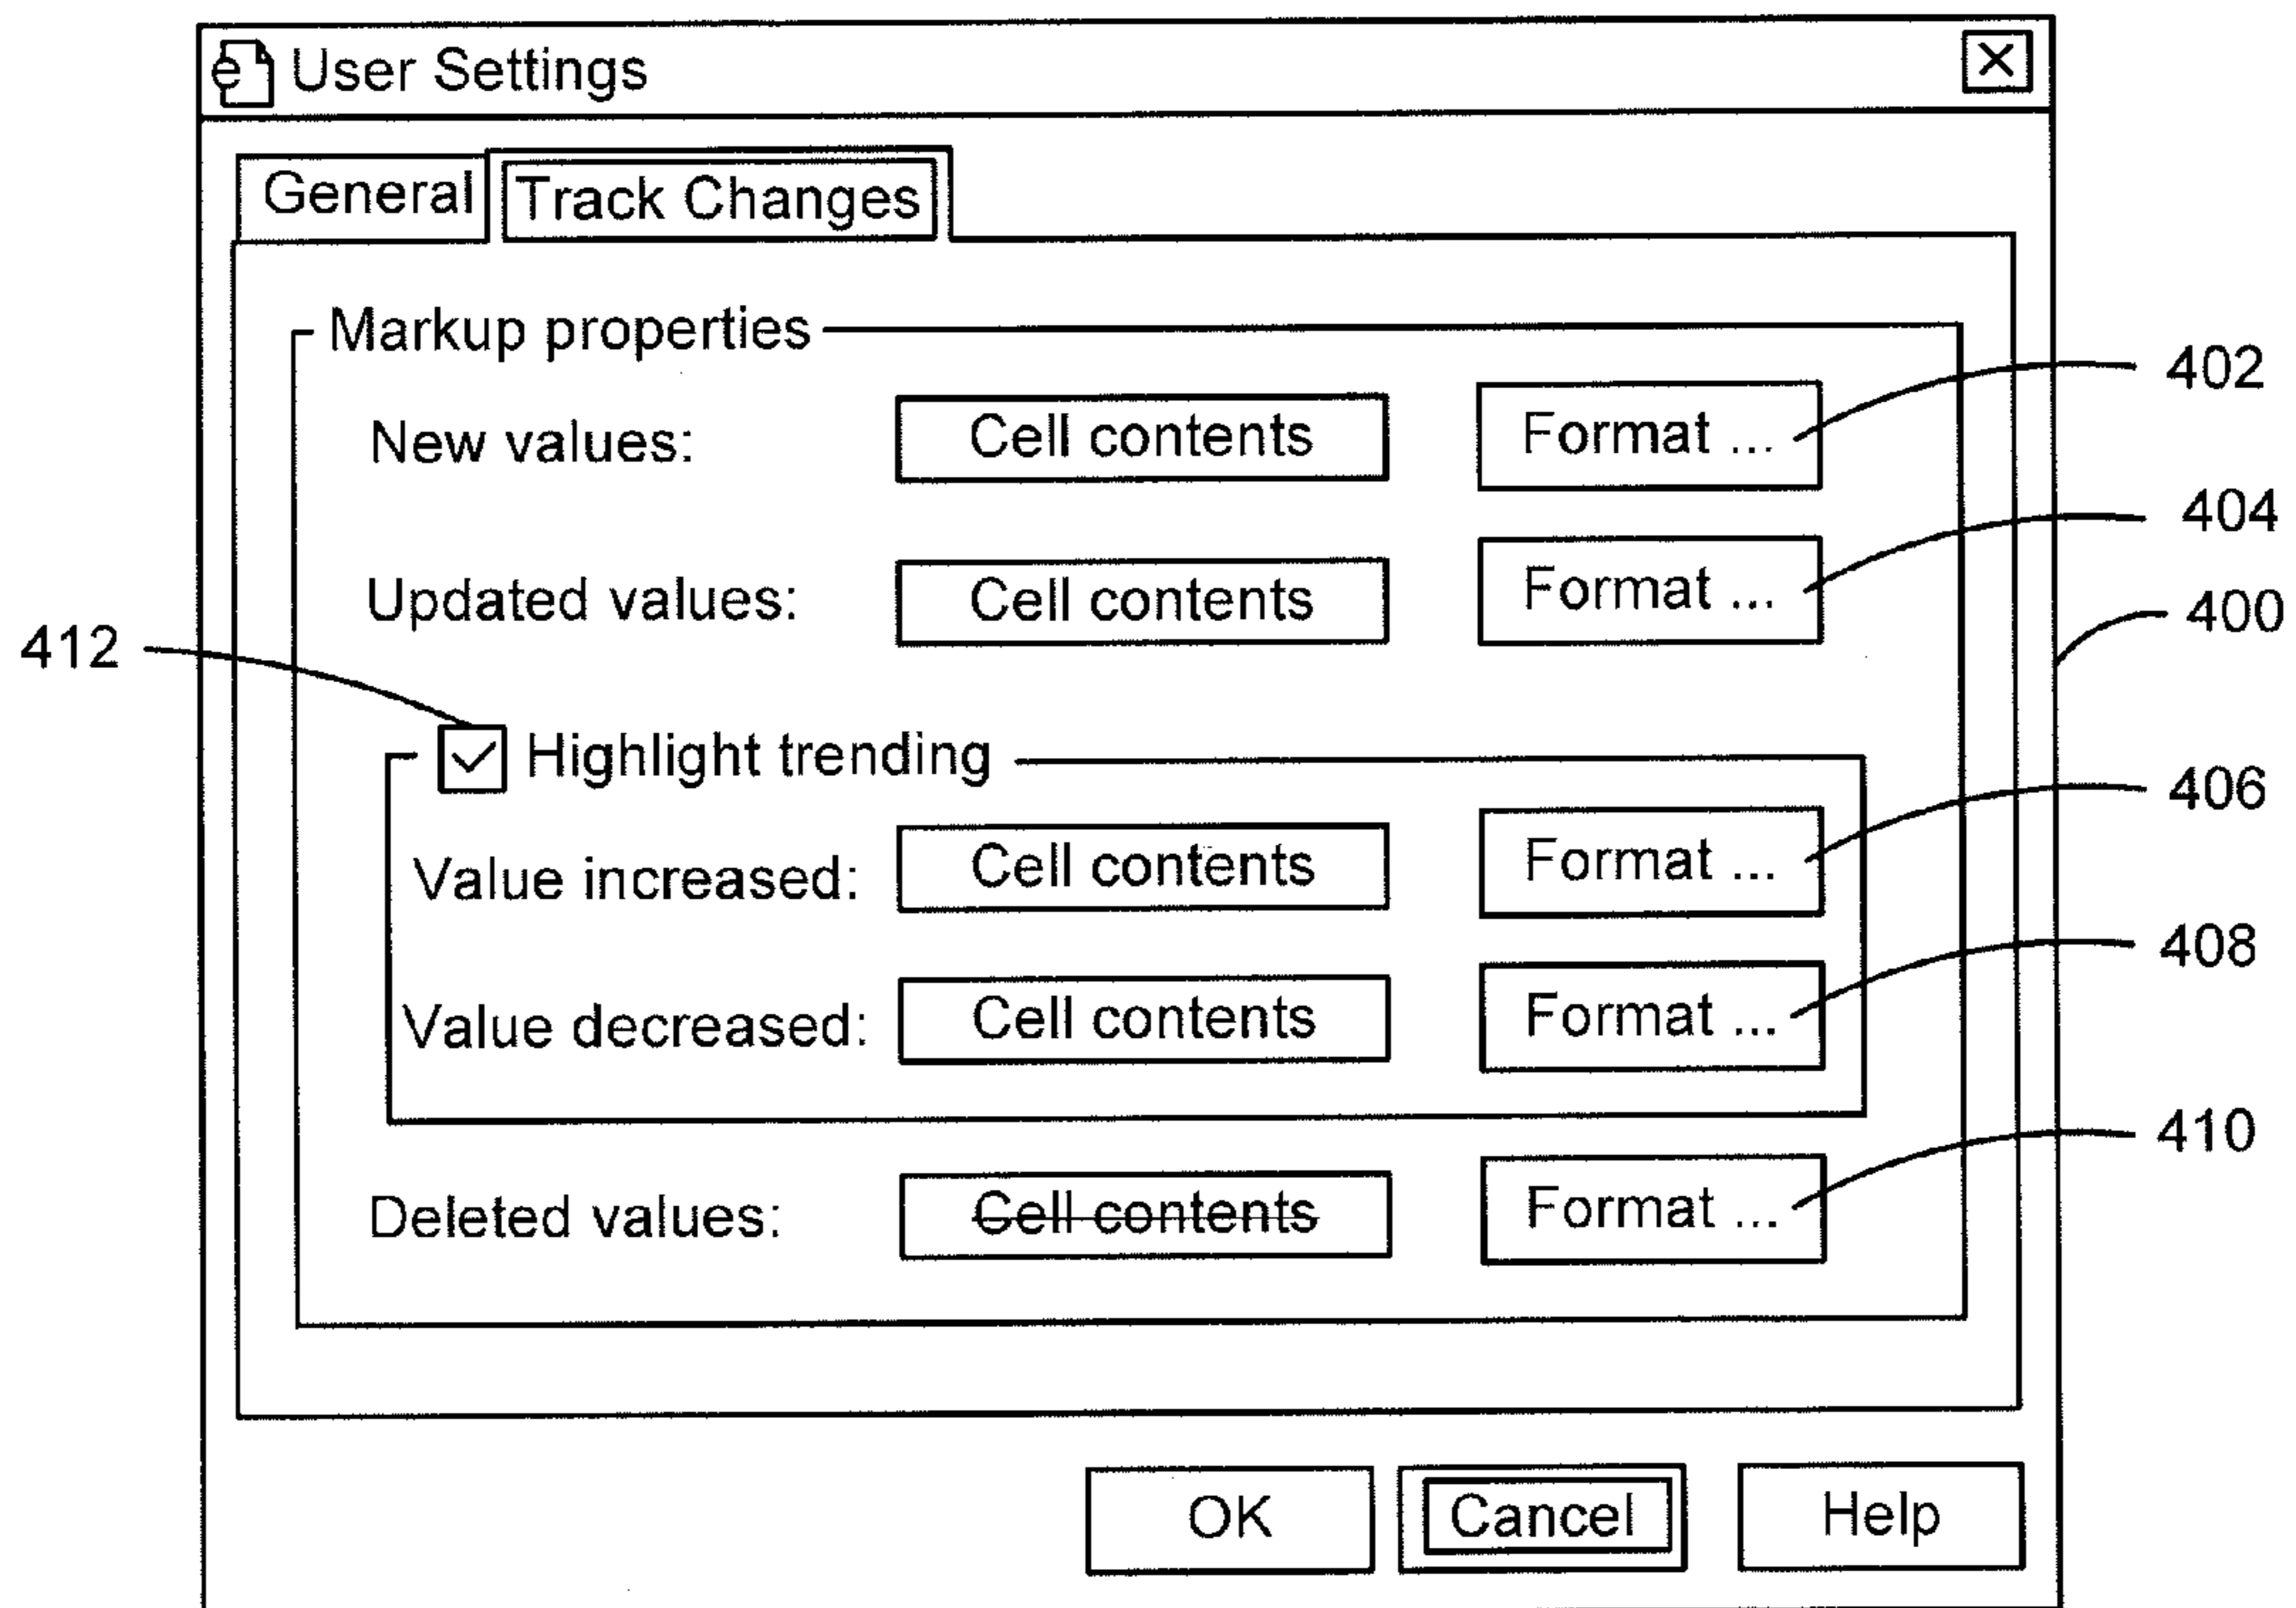 e User Settings X
General Track Changes
Markup properties
New values: Cell contents Format ... 402
Updated values: Cell contents Format ... 404
400
412
Highlight trending
Value increased: Cell contents Format ... 406
Value decreased: Cell contents Format ... 408
Deleted values: Cell contents Format ... 410
OK Cancel Help